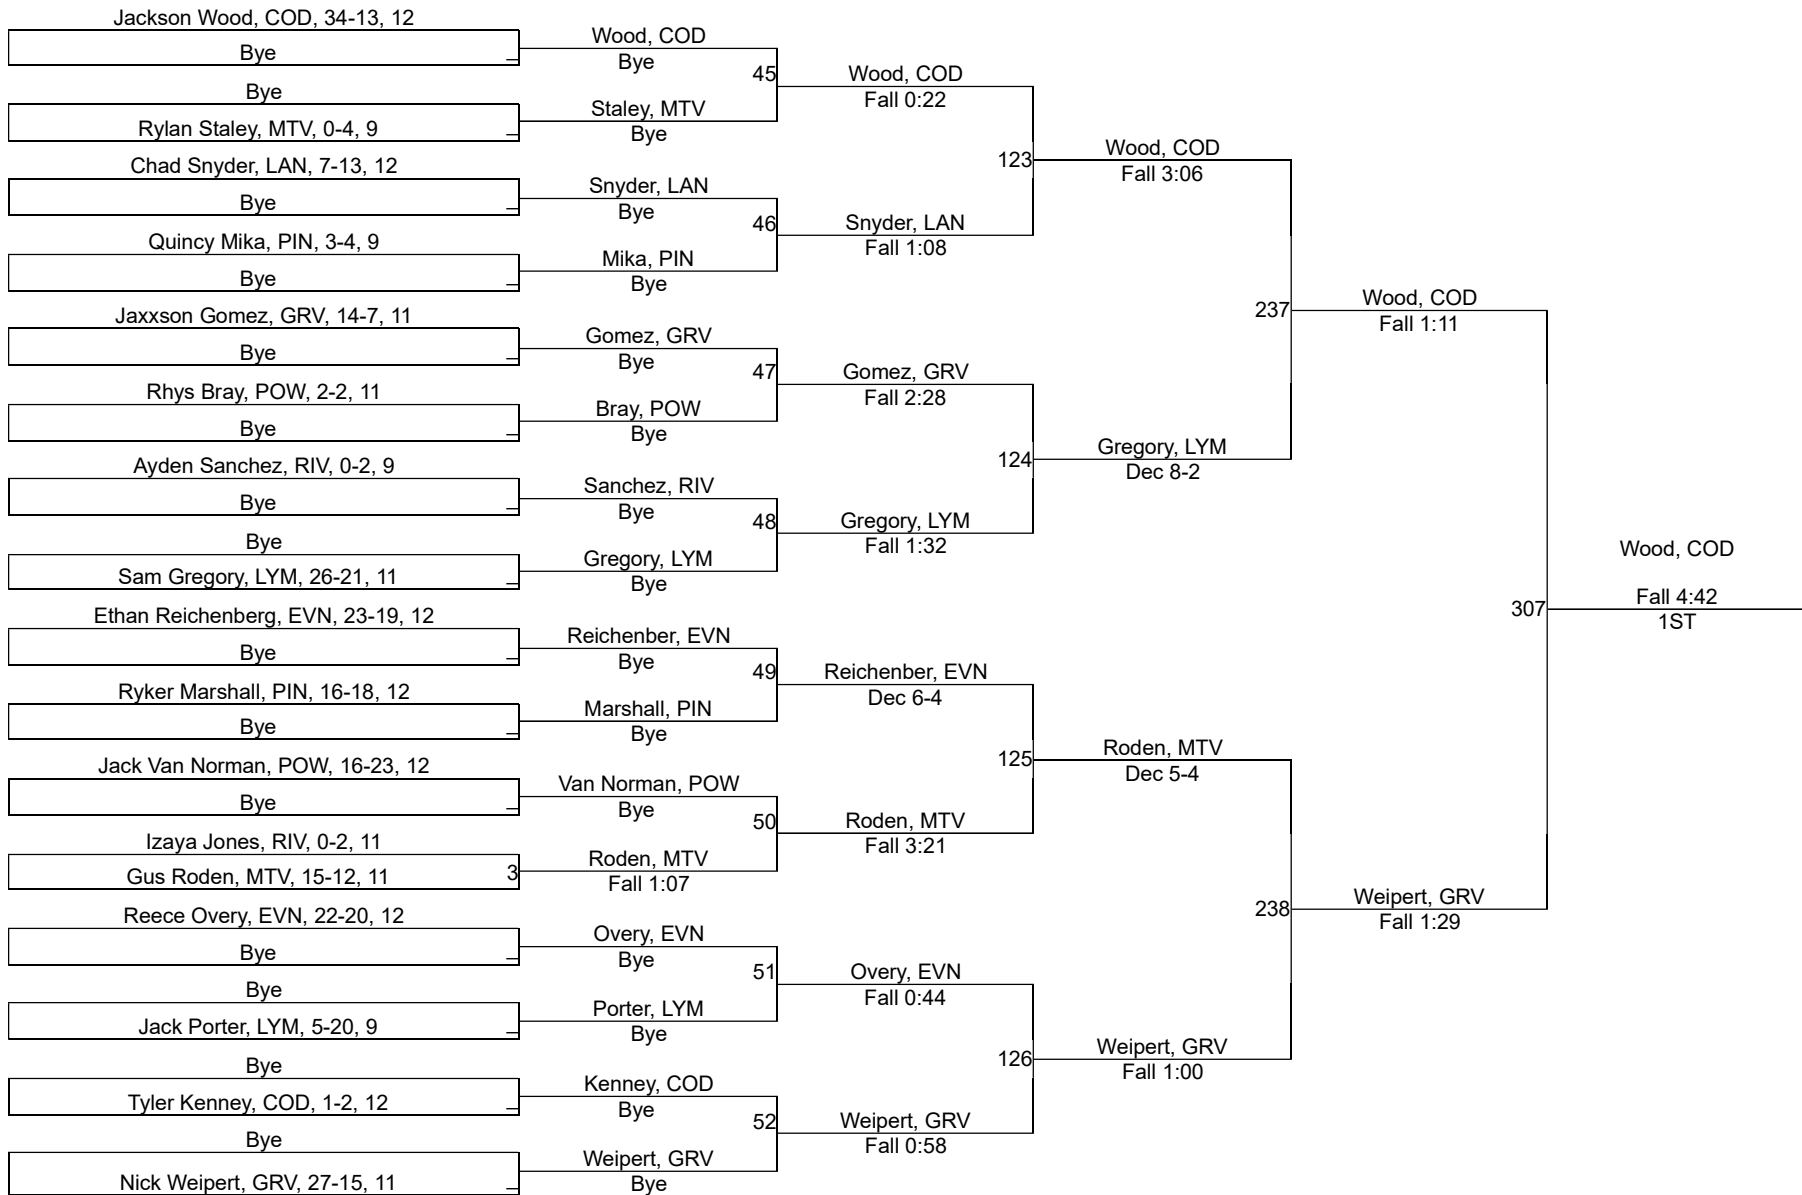 Jackson Wood, COD, 34-13, 12
Bye
Bye
Rylan Staley, MTV, 0-4, 9
Chad Snyder, LAN, 7-13, 12
Bye
Quincy Mika, PIN, 3-4, 9
Bye
Jaxxson Gomez, GRV, 14-7, 11
Bye
Rhys Bray, POW, 2-2, 11
Bye
Ayden Sanchez, RIV, 0-2, 9
Bye
Bye
Sam Gregory, LYM, 26-21, 11
Ethan Reichenberg, EVN, 23-19, 12
Bye
Ryker Marshall, PIN, 16-18, 12
Bye
Jack Van Norman, POW, 16-23, 12
Bye
Izaya Jones, RIV, 0-2, 11
Gus Roden, MTV, 15-12, 11
3
Reece Overy, EVN, 22-20, 12
Bye
Bye
Jack Porter, LYM, 5-20, 9
Bye
Tyler Kenney, COD, 1-2, 12
Bye
Nick Weipert, GRV, 27-15, 11
Wood, COD
Bye
45
Staley, MTV
Bye
Snyder, LAN
Bye
46
Mika, PIN
Bye
Gomez, GRV
Bye
47
Bray, POW
Bye
Sanchez, RIV
Bye
48
Gregory, LYM
Bye
Reichenber, EVN
Bye
49
Marshall, PIN
Bye
Van Norman, POW
Bye
50
Roden, MTV
Fall 1:07
Overy, EVN
Bye
51
Porter, LYM
Bye
Kenney, COD
Bye
52
Weipert, GRV
Bye
Wood, COD
Fall 0:22
123
Snyder, LAN
Fall 1:08
Gomez, GRV
Fall 2:28
124
Gregory, LYM
Fall 1:32
Reichenber, EVN
Dec 6-4
125
Roden, MTV
Fall 3:21
Overy, EVN
Fall 0:44
126
Weipert, GRV
Fall 0:58
Wood, COD
Fall 3:06
237
Gregory, LYM
Dec 8-2
Roden, MTV
Dec 5-4
238
Weipert, GRV
Fall 1:00
Wood, COD
Fall 1:11
307
Weipert, GRV
Fall 1:29
Wood, COD
Fall 4:42
1ST